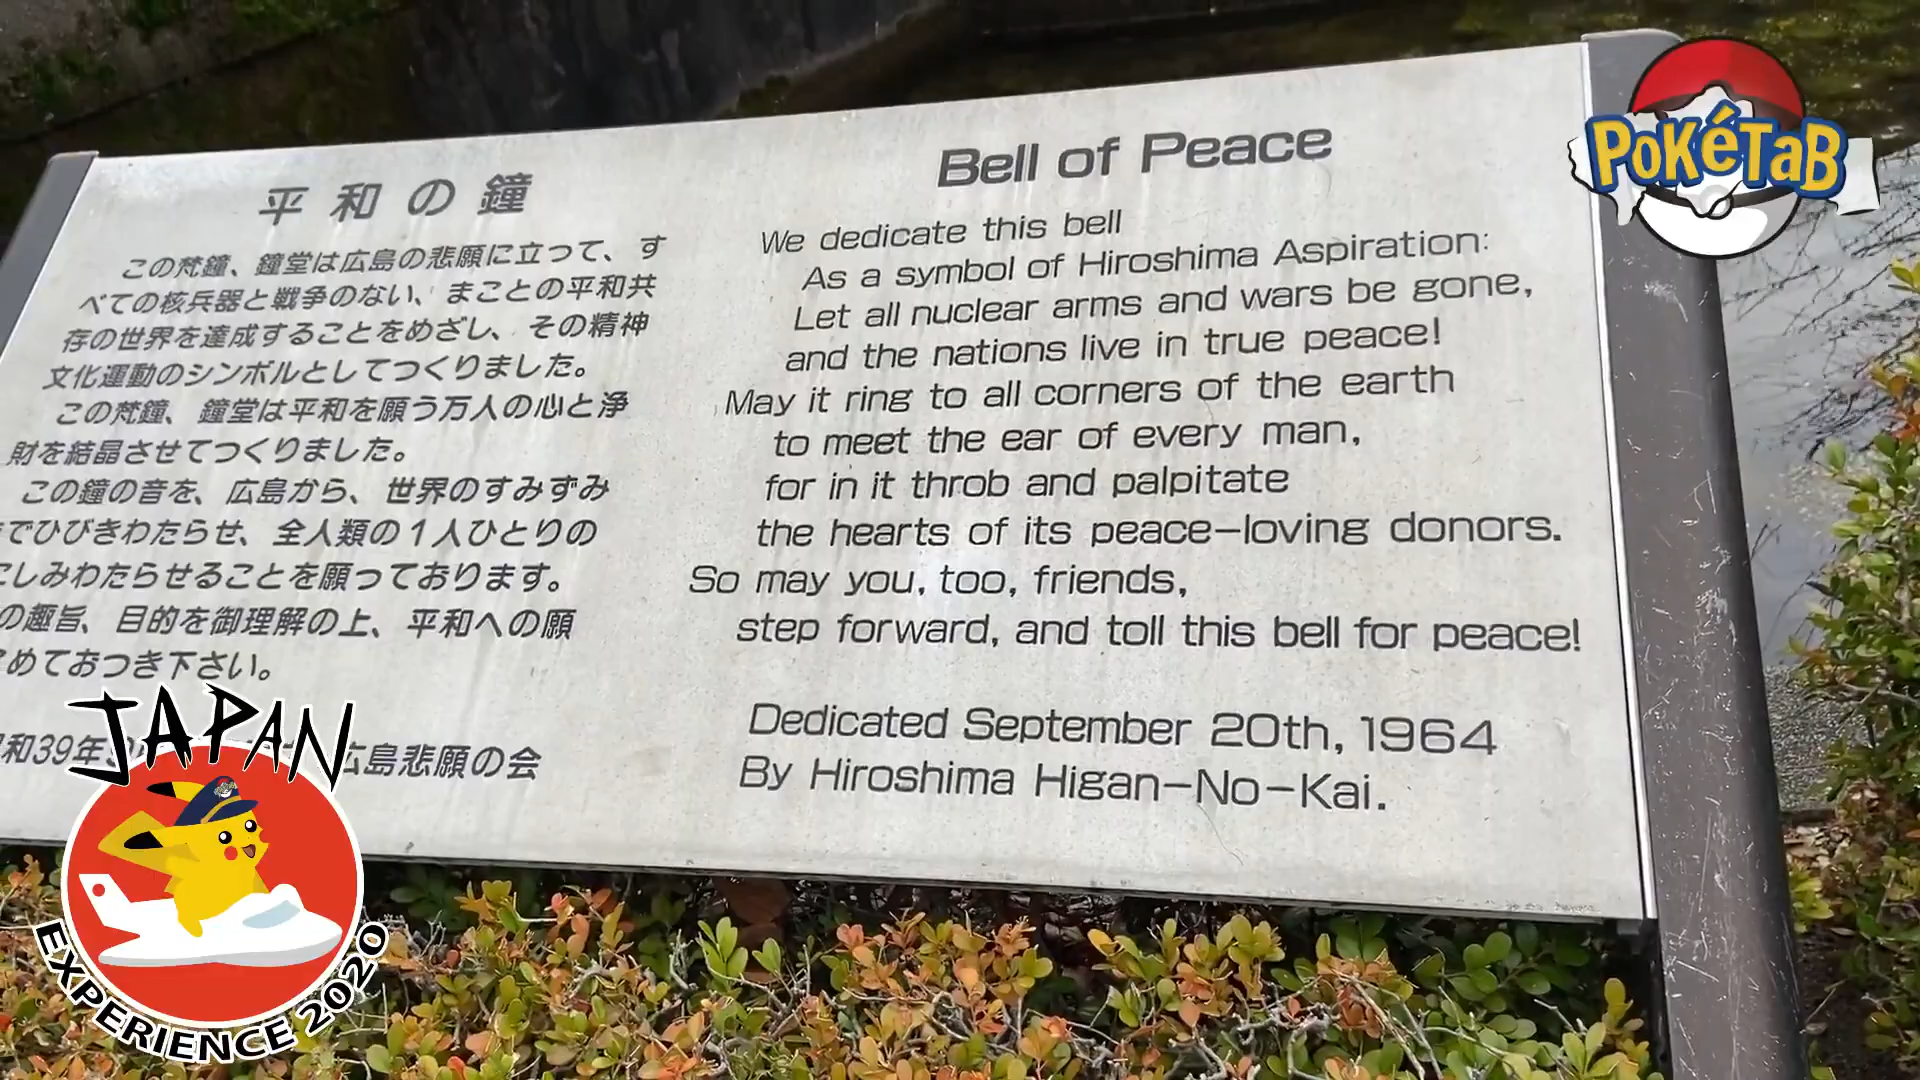 平和の鐘
この梵鐘、鐘堂は広島の悲願に立つて、す
べての核兵器と戦争のない、まことの平和共
存の世界を達成することをめざし、その精神
文化運動のシンボルとしてつくりました。
この梵鐘、鐘堂は平和を願う万人の心と浄
財を結晶させてつくりました。
この鐘の音を、広島から、世界のすみずみ
でひびきわたらせ、全人類の1人ひとりの
にしみわたらせることを願っております。
の趣旨、目的を御理解の上、平和への願
めておつき下さい。
和39年
広島悲願の会
Bell of Peace
We dedicate this bell
As a symbol of Hiroshima Aspiration:
Let all nuclear arms and wars be gone,
and the nations live in true peace!
May it ring to all corners of the earth
to meet the ear of every man,
for in it throb and palpitate
the hearts of its peace-loving donors.
So may you, too, friends,
step forward, and toll this bell for peace!
Dedicated September 20th, 1964
By Hiroshima Higan-No-Kai.
PoKéTaB
JAPAN
EXPERIENCE 2020